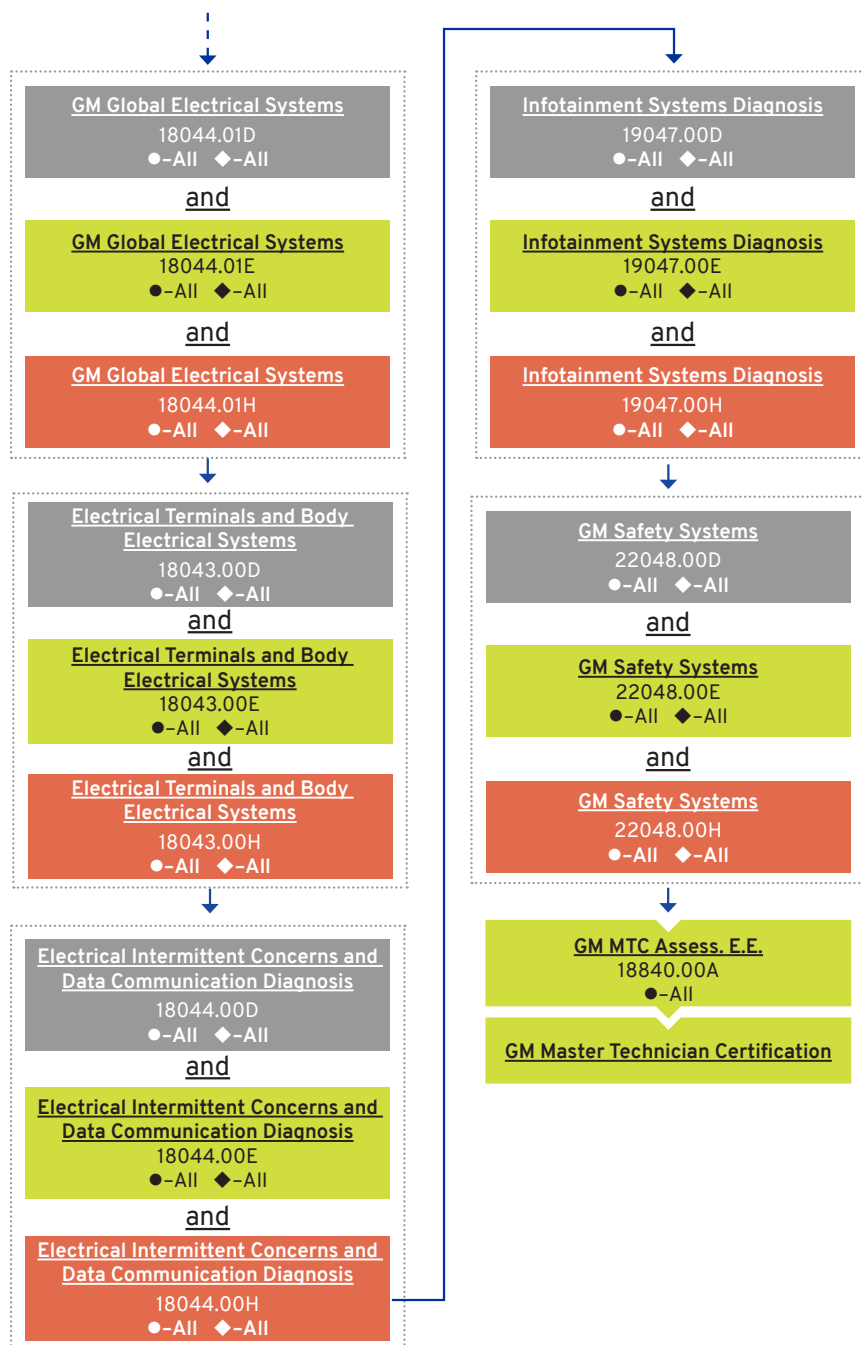 GM Global Electrical Systems
18044.01D
●–All ◆–All
and
GM Global Electrical Systems
18044.01E
●–All ◆–All
and
GM Global Electrical Systems
18044.01H
●–All ◆–All
Electrical Terminals and Body
Electrical Systems
18043.00D
●–All ◆–All
and
Electrical Terminals and Body
Electrical Systems
18043.00E
●–All ◆–All
and
Electrical Terminals and Body
Electrical Systems
18043.00H
●–All ◆–All
Electrical Intermittent Concerns and
Data Communication Diagnosis
18044.00D
●–All ◆–All
and
Electrical Intermittent Concerns and
Data Communication Diagnosis
18044.00E
●–All ◆–All
and
Electrical Intermittent Concerns and
Data Communication Diagnosis
18044.00H
●–All ◆–All
Infotainment Systems Diagnosis
19047.00D
●–All ◆–All
and
Infotainment Systems Diagnosis
19047.00E
●–All ◆–All
and
Infotainment Systems Diagnosis
19047.00H
●–All ◆–All
GM Safety Systems
22048.00D
●–All ◆–All
and
GM Safety Systems
22048.00E
●–All ◆–All
and
GM Safety Systems
22048.00H
●–All ◆–All
GM MTC Assess. E.E.
18840.00A
●–All
GM Master Technician Certification